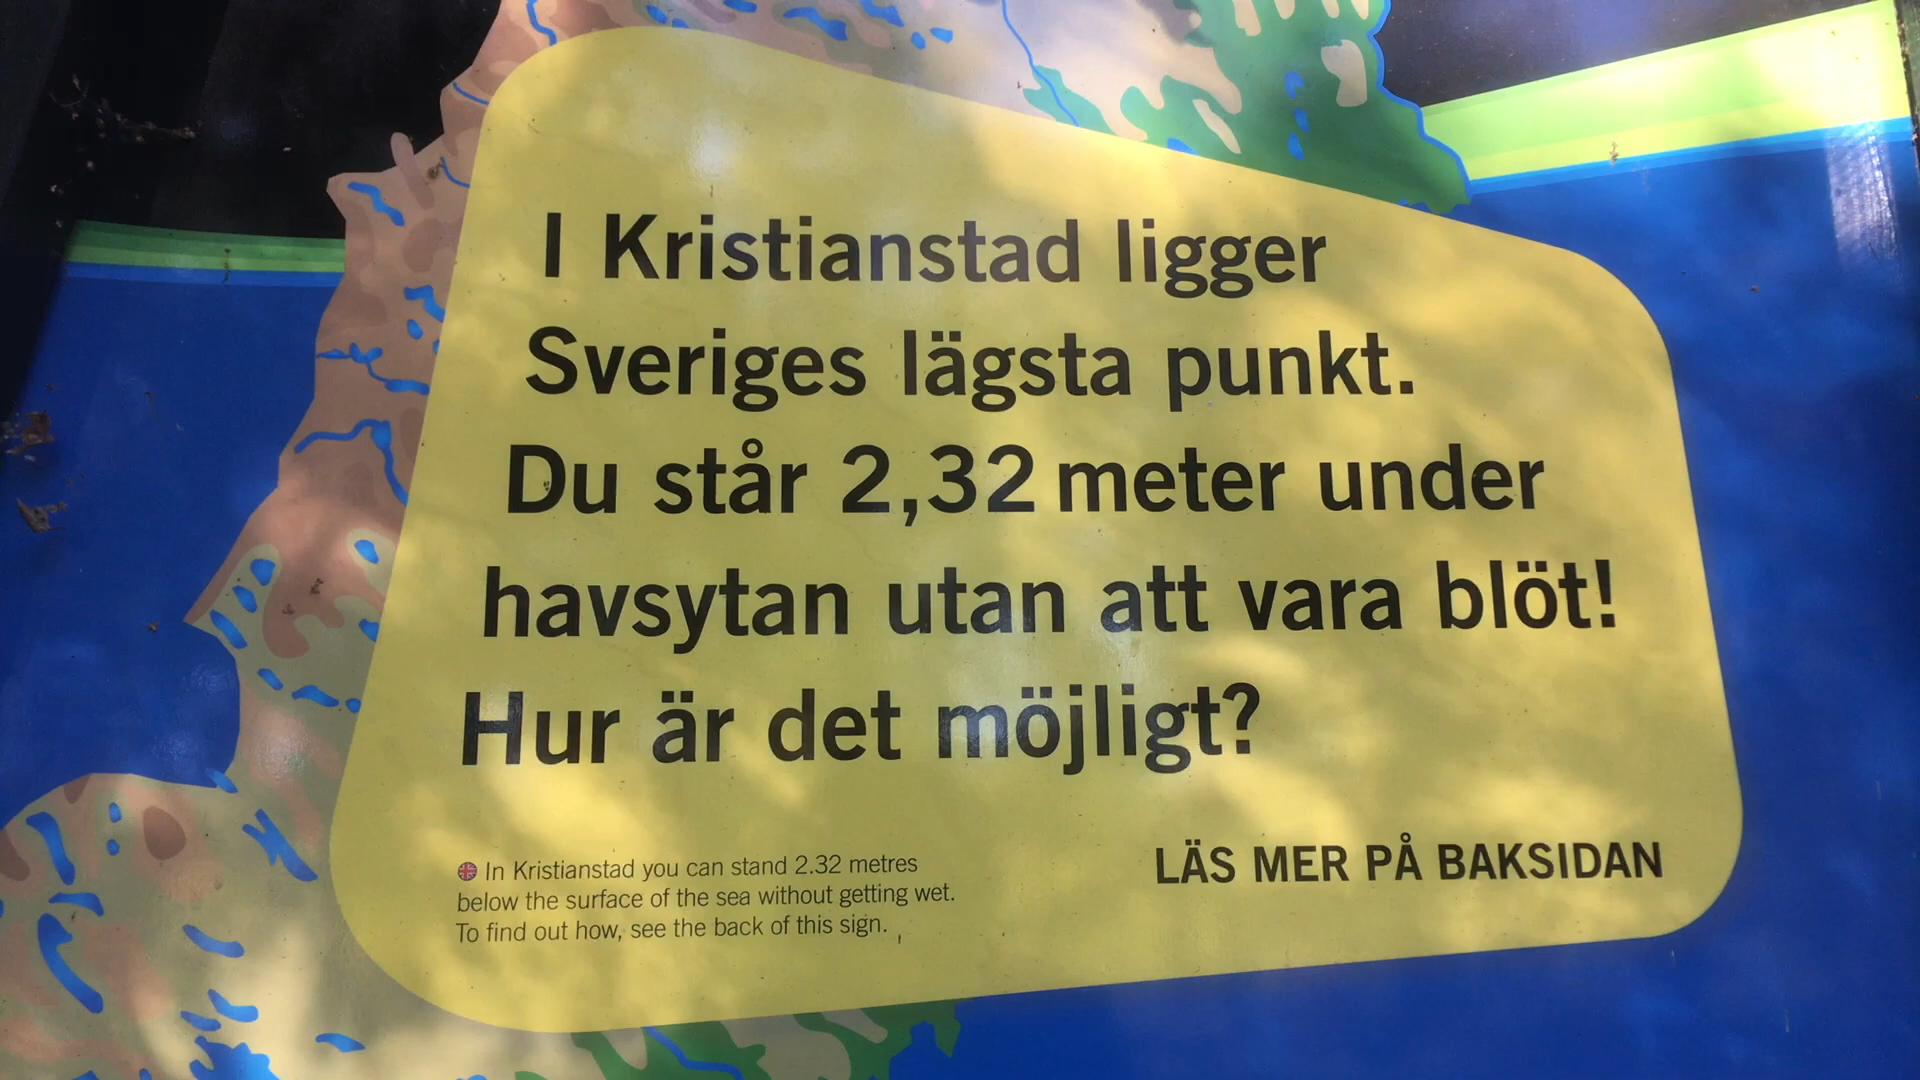 I Kristianstad ligger
Sveriges lägsta punkt.
Du står 2,32 meter under
havsytan utan att vara blöt!
Hur är det möjligt?
In Kristianstad you can stand 2.32 metres
below the surface of the sea without getting wet.
To find out how, see the back of this sign.
LÄS MER PÅ BAKSIDAN